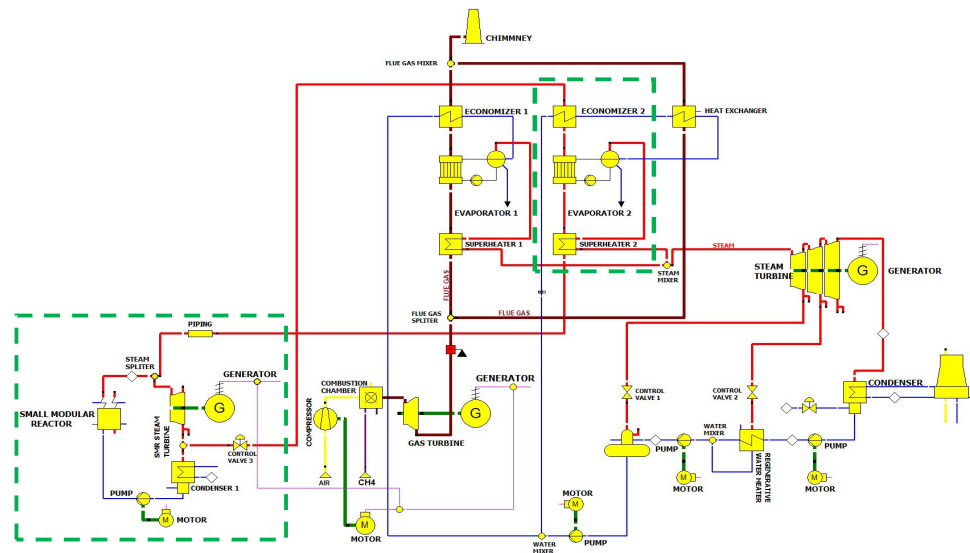 CHIMMNEY
FLUE GAS MIXER
ECONOMIZER 1
ECONOMIZER 2
HEAT EXCHANGER
EVAPORATOR 1
EVAPORATOR 2
SUPERHEATER 1
SUPERHEATER 2
STEAM
STEAM
MIXER
STEAM
TURBINE
G
GENERATOR
FLUE GAS
FLUE GAS
SPLITER
FLUE GAS
PIPING
STEAM
SPLITER
GENERATOR
G
SMALL MODULAR
REACTOR
SMR STEAM
TURBINE
CONTROL
VALVE 3
CONDENSER 1
PUMP
M
MOTOR
COMBUSTION
CHAMBER
COMPRESSOR
AIR
CH4
GAS TURBINE
GENERATOR
G
M
MOTOR
CONTROL
VALVE 1
CONTROL
VALVE 2
CONDENSER
WATER
MIXER
PUMP
M
MOTOR
REGENERATIVE
WATER HEATER
PUMP
M
MOTOR
MOTOR
M
PUMP
WATER
MIXER